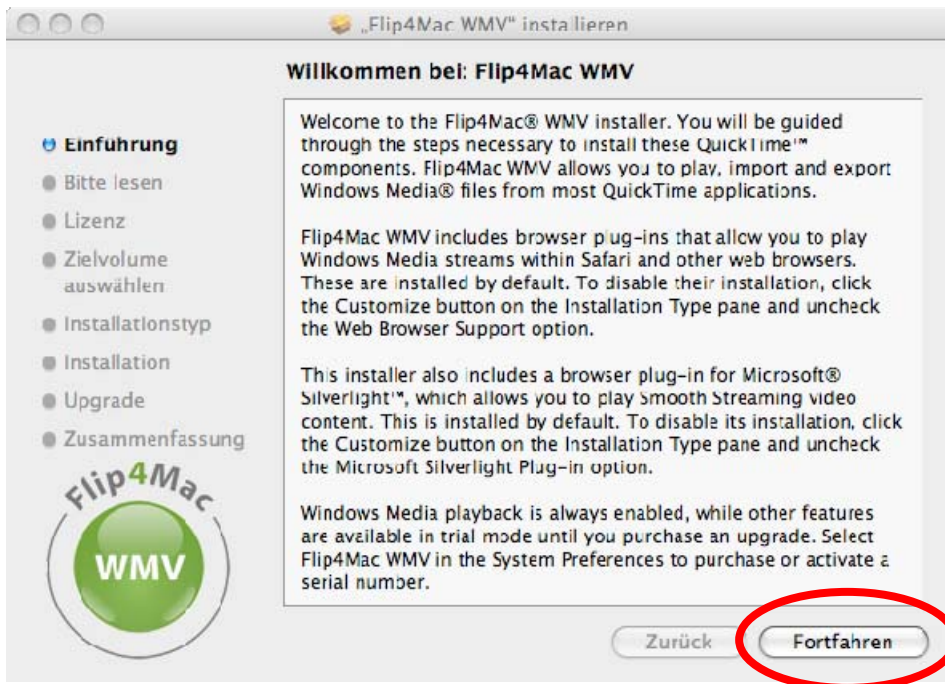 „Flip4Mac WMV“ installieren
Willkommen bei: Flip4Mac WMV
Einführung
Bitte lesen
Lizenz
Zielvolume
auswählen
Installationstyp
Installation
Upgrade
Zusammenfassung
Flip4Mac
WMV
Welcome to the Flip4Mac® WMV installer. You will be guided
through the steps necessary to install these QuickTime™
components. Flip4Mac WMV allows you to play, import and export
Windows Media® files from most QuickTime applications.
Flip4Mac WMV includes browser plug-ins that allow you to play
Windows Media streams within Safari and other web browsers.
These are installed by default. To disable their installation, click
the Customize button on the Installation Type pane and uncheck
the Web Browser Support option.
This installer also includes a browser plug-in for Microsoft®
Silverlight™, which allows you to play Smooth Streaming video
content. This is installed by default. To disable its installation, click
the Customize button on the Installation Type pane and uncheck
the Microsoft Silverlight Plug-in option.
Windows Media playback is always enabled, while other features
are available in trial mode until you purchase an upgrade. Select
Flip4Mac WMV in the System Preferences to purchase or activate a
serial number.
Zurück
Fortfahren